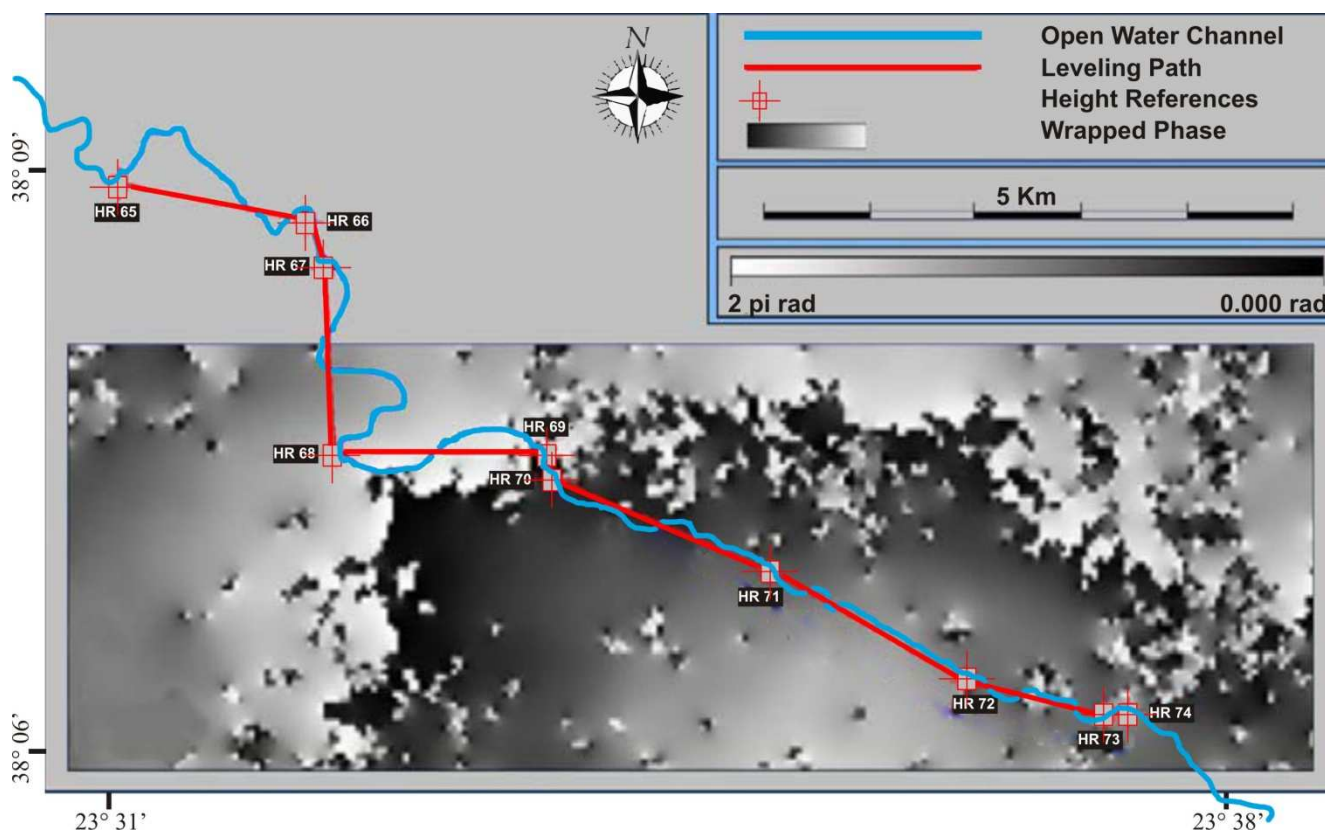 N
Open Water Channel
Leveling Path
Height References
Wrapped Phase
5 Km
2 pi rad 0.000 rad
38° 09'
HR 65
HR 66
HR 67
HR 68
HR 69
HR 70
HR 71
HR 72
HR 73
HR 74
38° 06'
23° 31' 23° 38'